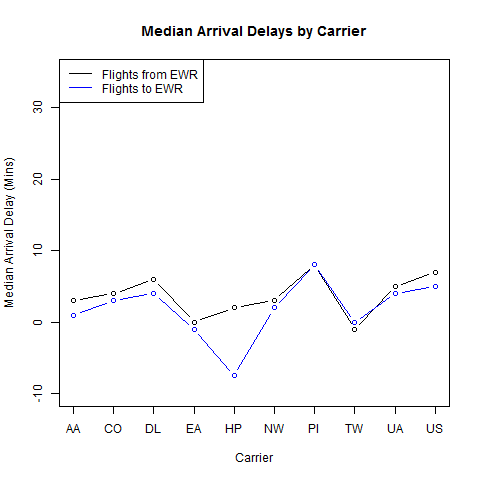 Median Arrival Delays by Carrier
Flights from EWR
Flights to EWR
Median Arrival Delay (Mins)
30
20
10
0
-10
AA CO DL EA HP NW PI TW UA US
Carrier